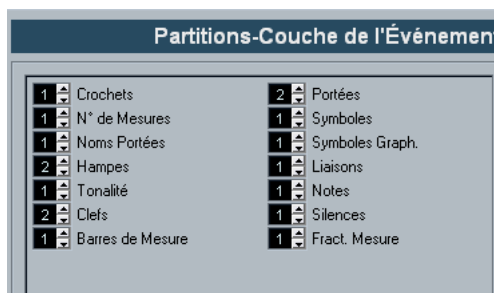 Partitions-Couche de l'Événemen
1 Crochets
1 N° de Mesures
1 Noms Portées
2 Hampes
1 Tonalité
2 Clefs
1 Barres de Mesure
2 Portées
1 Symboles
1 Symboles Graph.
1 Liaisons
1 Notes
1 Silences
1 Fract. Mesure